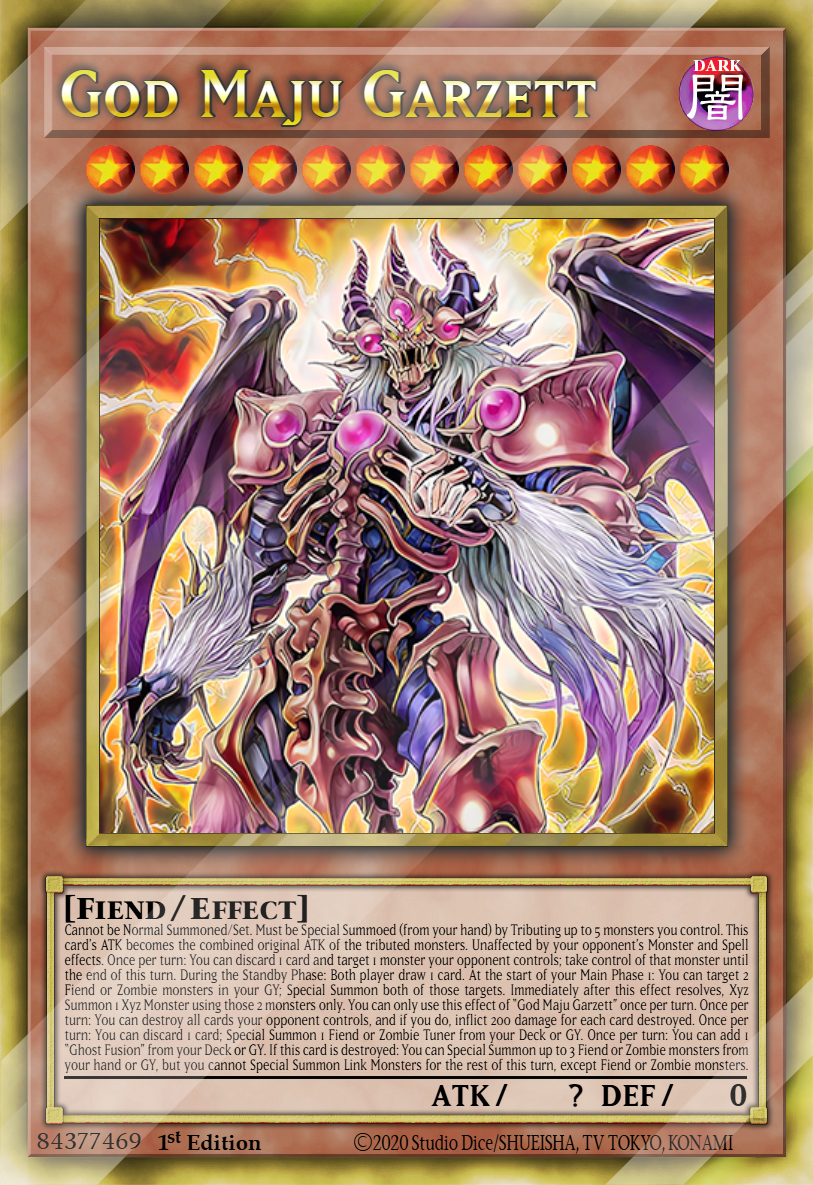 God Maju Garzett
DARK
闇
[Fiend / Effect]
Cannot be Normal Summoned/Set. Must be Special Summoed (from your hand) by Tributing up to 5 monsters you control. This
card's ATK becomes the combined original ATK of the tributed monsters. Unaffected by your opponent's Monster and Spell
effects. Once per turn: You can discard 1 card and target 1 monster your opponent controls; take control of that monster until
the end of this turn. During the Standby Phase: Both player draw 1 card. At the start of your Main Phase 1: You can target 2
Fiend or Zombie monsters in your GY; Special Summon both of those targets. Immediately after this effect resolves, Xyz
Summon 1 Xyz Monster using those 2 monsters only. You can only use this effect of "God Maju Garzett" once per turn. Once per
turn: You can destroy all cards your opponent controls, and if you do, inflict 200 damage for each card destroyed. Once per
turn: You can discard 1 card; Special Summon 1 Fiend or Zombie Tuner from your Deck or GY. Once per turn: You can add 1
"Ghost Fusion" from your Deck or GY. If this card is destroyed: You can Special Summon up to 3 Fiend or Zombie monsters from
your hand or GY, but you cannot Special Summon Link Monsters for the rest of this turn, except Fiend or Zombie monsters.
ATK / ? DEF / 0
84377469 1st Edition ©2020 Studio Dice/SHUEISHA, TV TOKYO, KONAMI